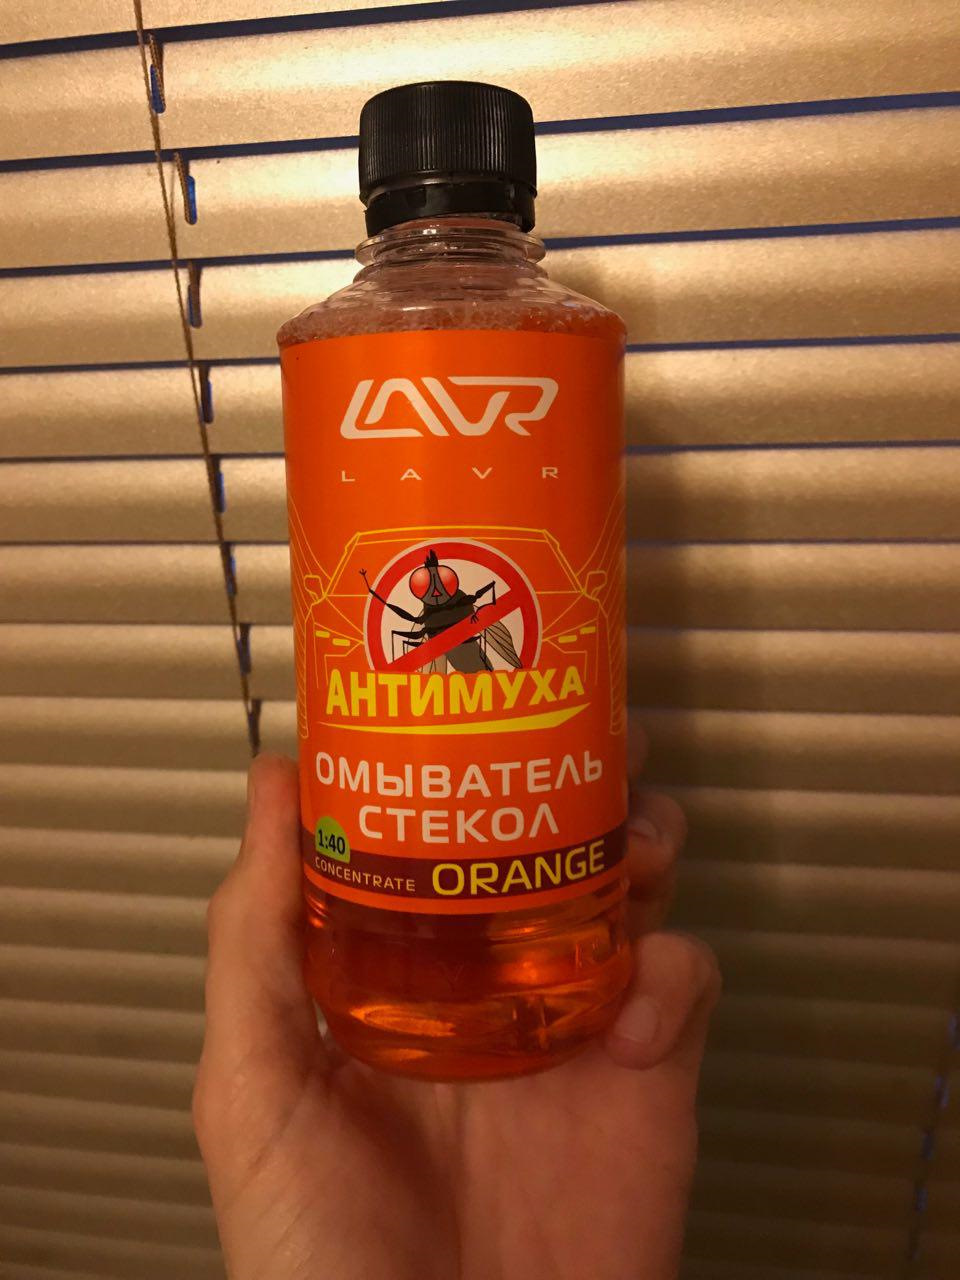 LAVR
LAVR
АНТИМУХА
ОМЫВАТЕЛЬ
СТЕКОЛ
1:40
CONCENTRATE ORANGE